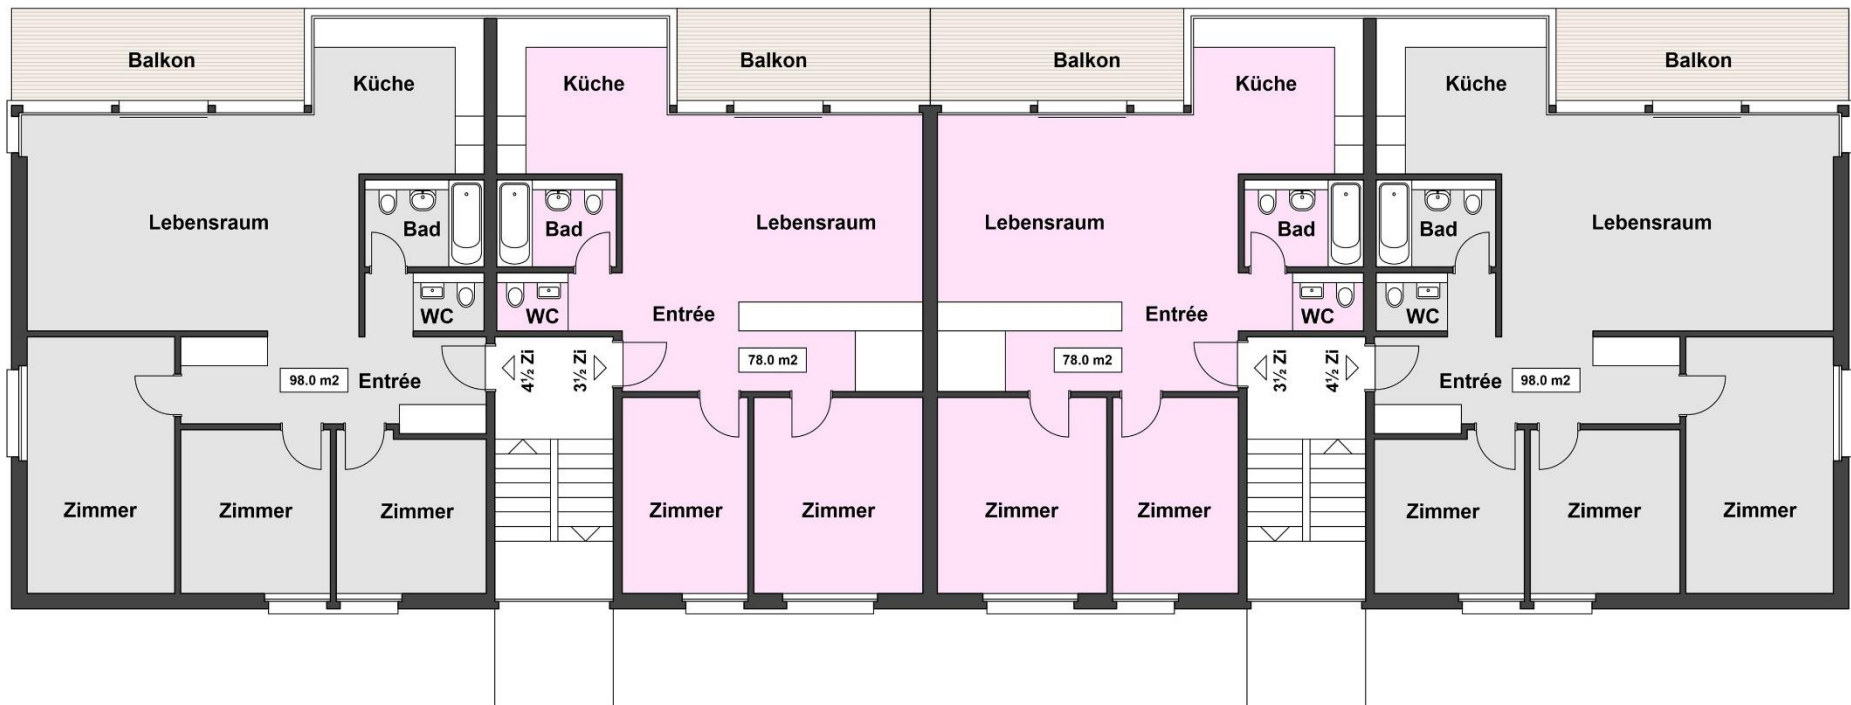 Balkon
Balkon
Balkon
Balkon
Küche
Küche
Küche
Küche
Lebensraum
Bad
Bad
Lebensraum
Lebensraum
Bad
Bad
Lebensraum
WC
WC
Entrée
Entrée
WC
WC
98.0 m2
Entrée
4½ Zi
3½ Zi
78.0 m2
78.0 m2
3½ Zi
4½ Zi
Entrée
98.0 m2
Zimmer
Zimmer
Zimmer
Zimmer
Zimmer
Zimmer
Zimmer
Zimmer
Zimmer
Zimmer